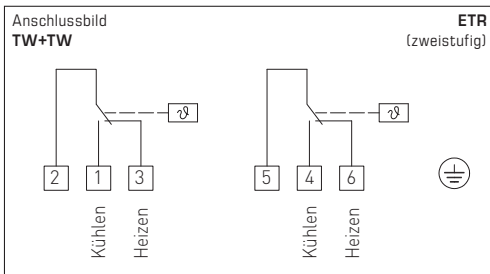 Anschlussbild
TW+TW
ETR
(zweistufig)
ϑ
ϑ
2 1 3 5 4 6
Kühlen
Heizen
Kühlen
Heizen